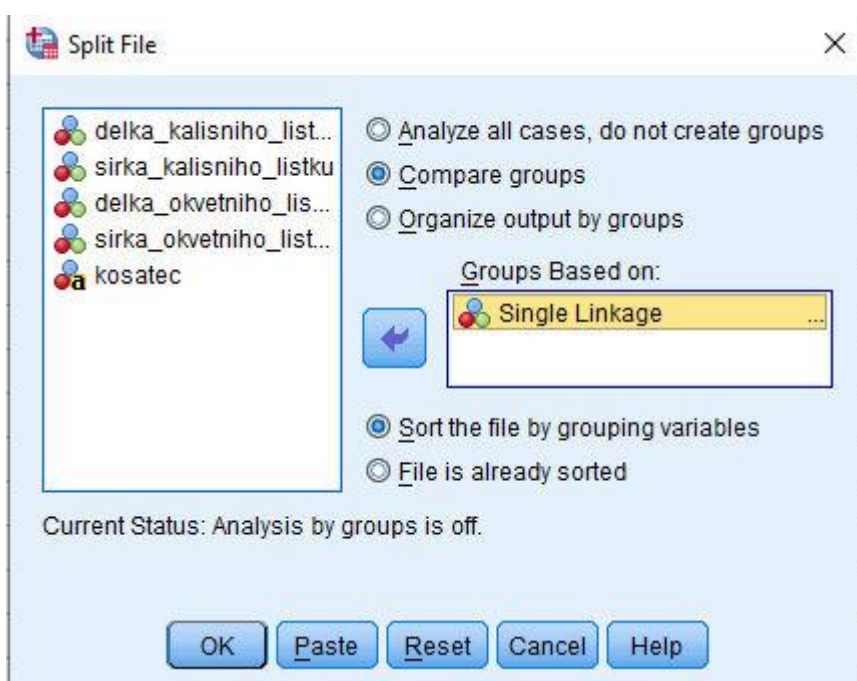 Split File
delka_kalisniho_list...
sirka_kalisniho_listku
delka_okvetniho_lis...
sirka_okvetniho_list...
kosatec
Analyze all cases, do not create groups
Compare groups
Organize output by groups
Groups Based on:
Single Linkage ...
Sort the file by grouping variables
File is already sorted
Current Status: Analysis by groups is off.
OK Paste Reset Cancel Help